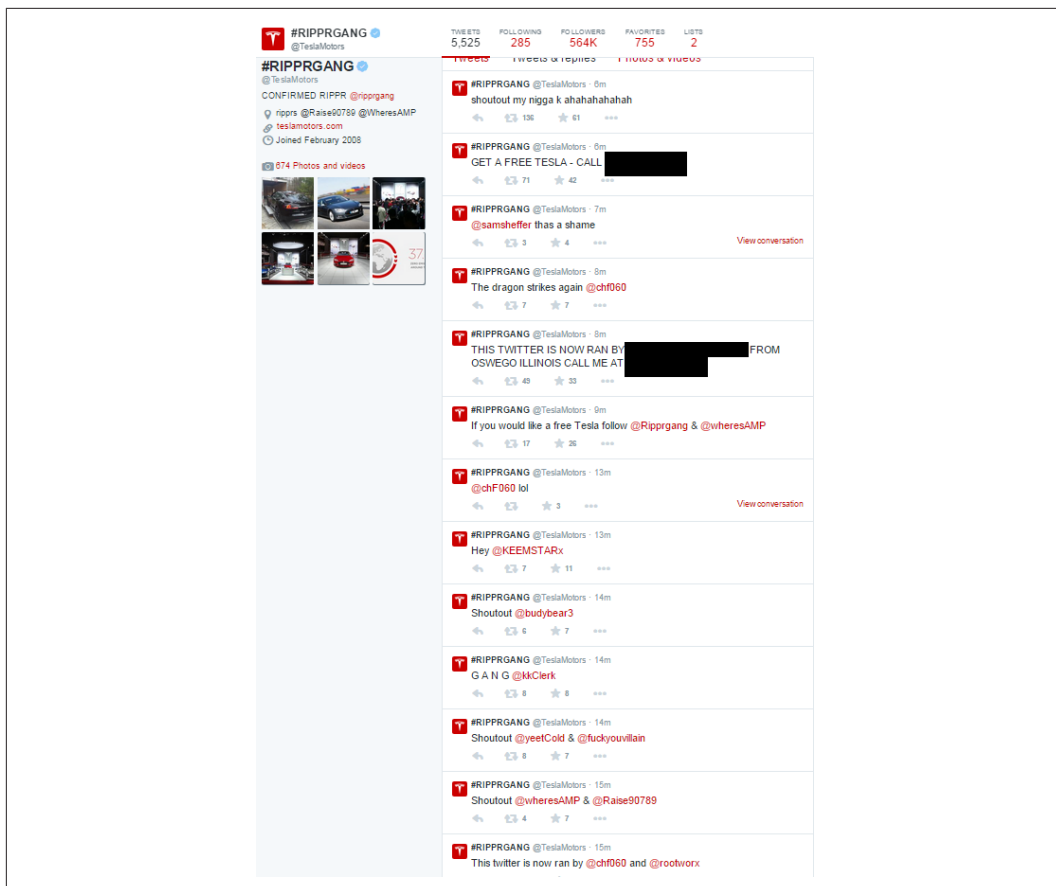 #RIPPRGANG
@TeslaMotors
TWEETS
5,525
FOLLOWING
285
FOLLOWERS
564K
FAVORITES
755
LISTS
2
#RIPPRGANG
@TeslaMotors
CONFIRMED RIPPR @ripprgang
ripprs @Raise90789 @WheresAMP
teslamotors.com
Joined February 2008
674 Photos and videos
37
Tweets Tweets & replies Photos & videos
#RIPPRGANG @TeslaMotors · 6m
shoutout my nigga k ahahahahahah
136 61
#RIPPRGANG @TeslaMotors · 6m
GET A FREE TESLA - CALL
71 42
#RIPPRGANG @TeslaMotors · 7m
@samsheffer thas a shame
3 4
View conversation
#RIPPRGANG @TeslaMotors · 8m
The dragon strikes again @chf060
7 7
#RIPPRGANG @TeslaMotors · 8m
THIS TWITTER IS NOW RAN BY FROM
OSWEGO ILLINOIS CALL ME AT
49 33
#RIPPRGANG @TeslaMotors · 9m
If you would like a free Tesla follow @Ripprgang & @wheresAMP
17 26
#RIPPRGANG @TeslaMotors · 13m
@chF060 lol
3
View conversation
#RIPPRGANG @TeslaMotors · 13m
Hey @KEEMSTARx
7 11
#RIPPRGANG @TeslaMotors · 14m
Shoutout @budybear3
6 7
#RIPPRGANG @TeslaMotors · 14m
G A N G @kkClerk
8 8
#RIPPRGANG @TeslaMotors · 14m
Shoutout @yeetCold & @fuckyouvillain
8 7
#RIPPRGANG @TeslaMotors · 15m
Shoutout @wheresAMP & @Raise90789
4 7
#RIPPRGANG @TeslaMotors · 15m
This twitter is now ran by @chf060 and @rootworx